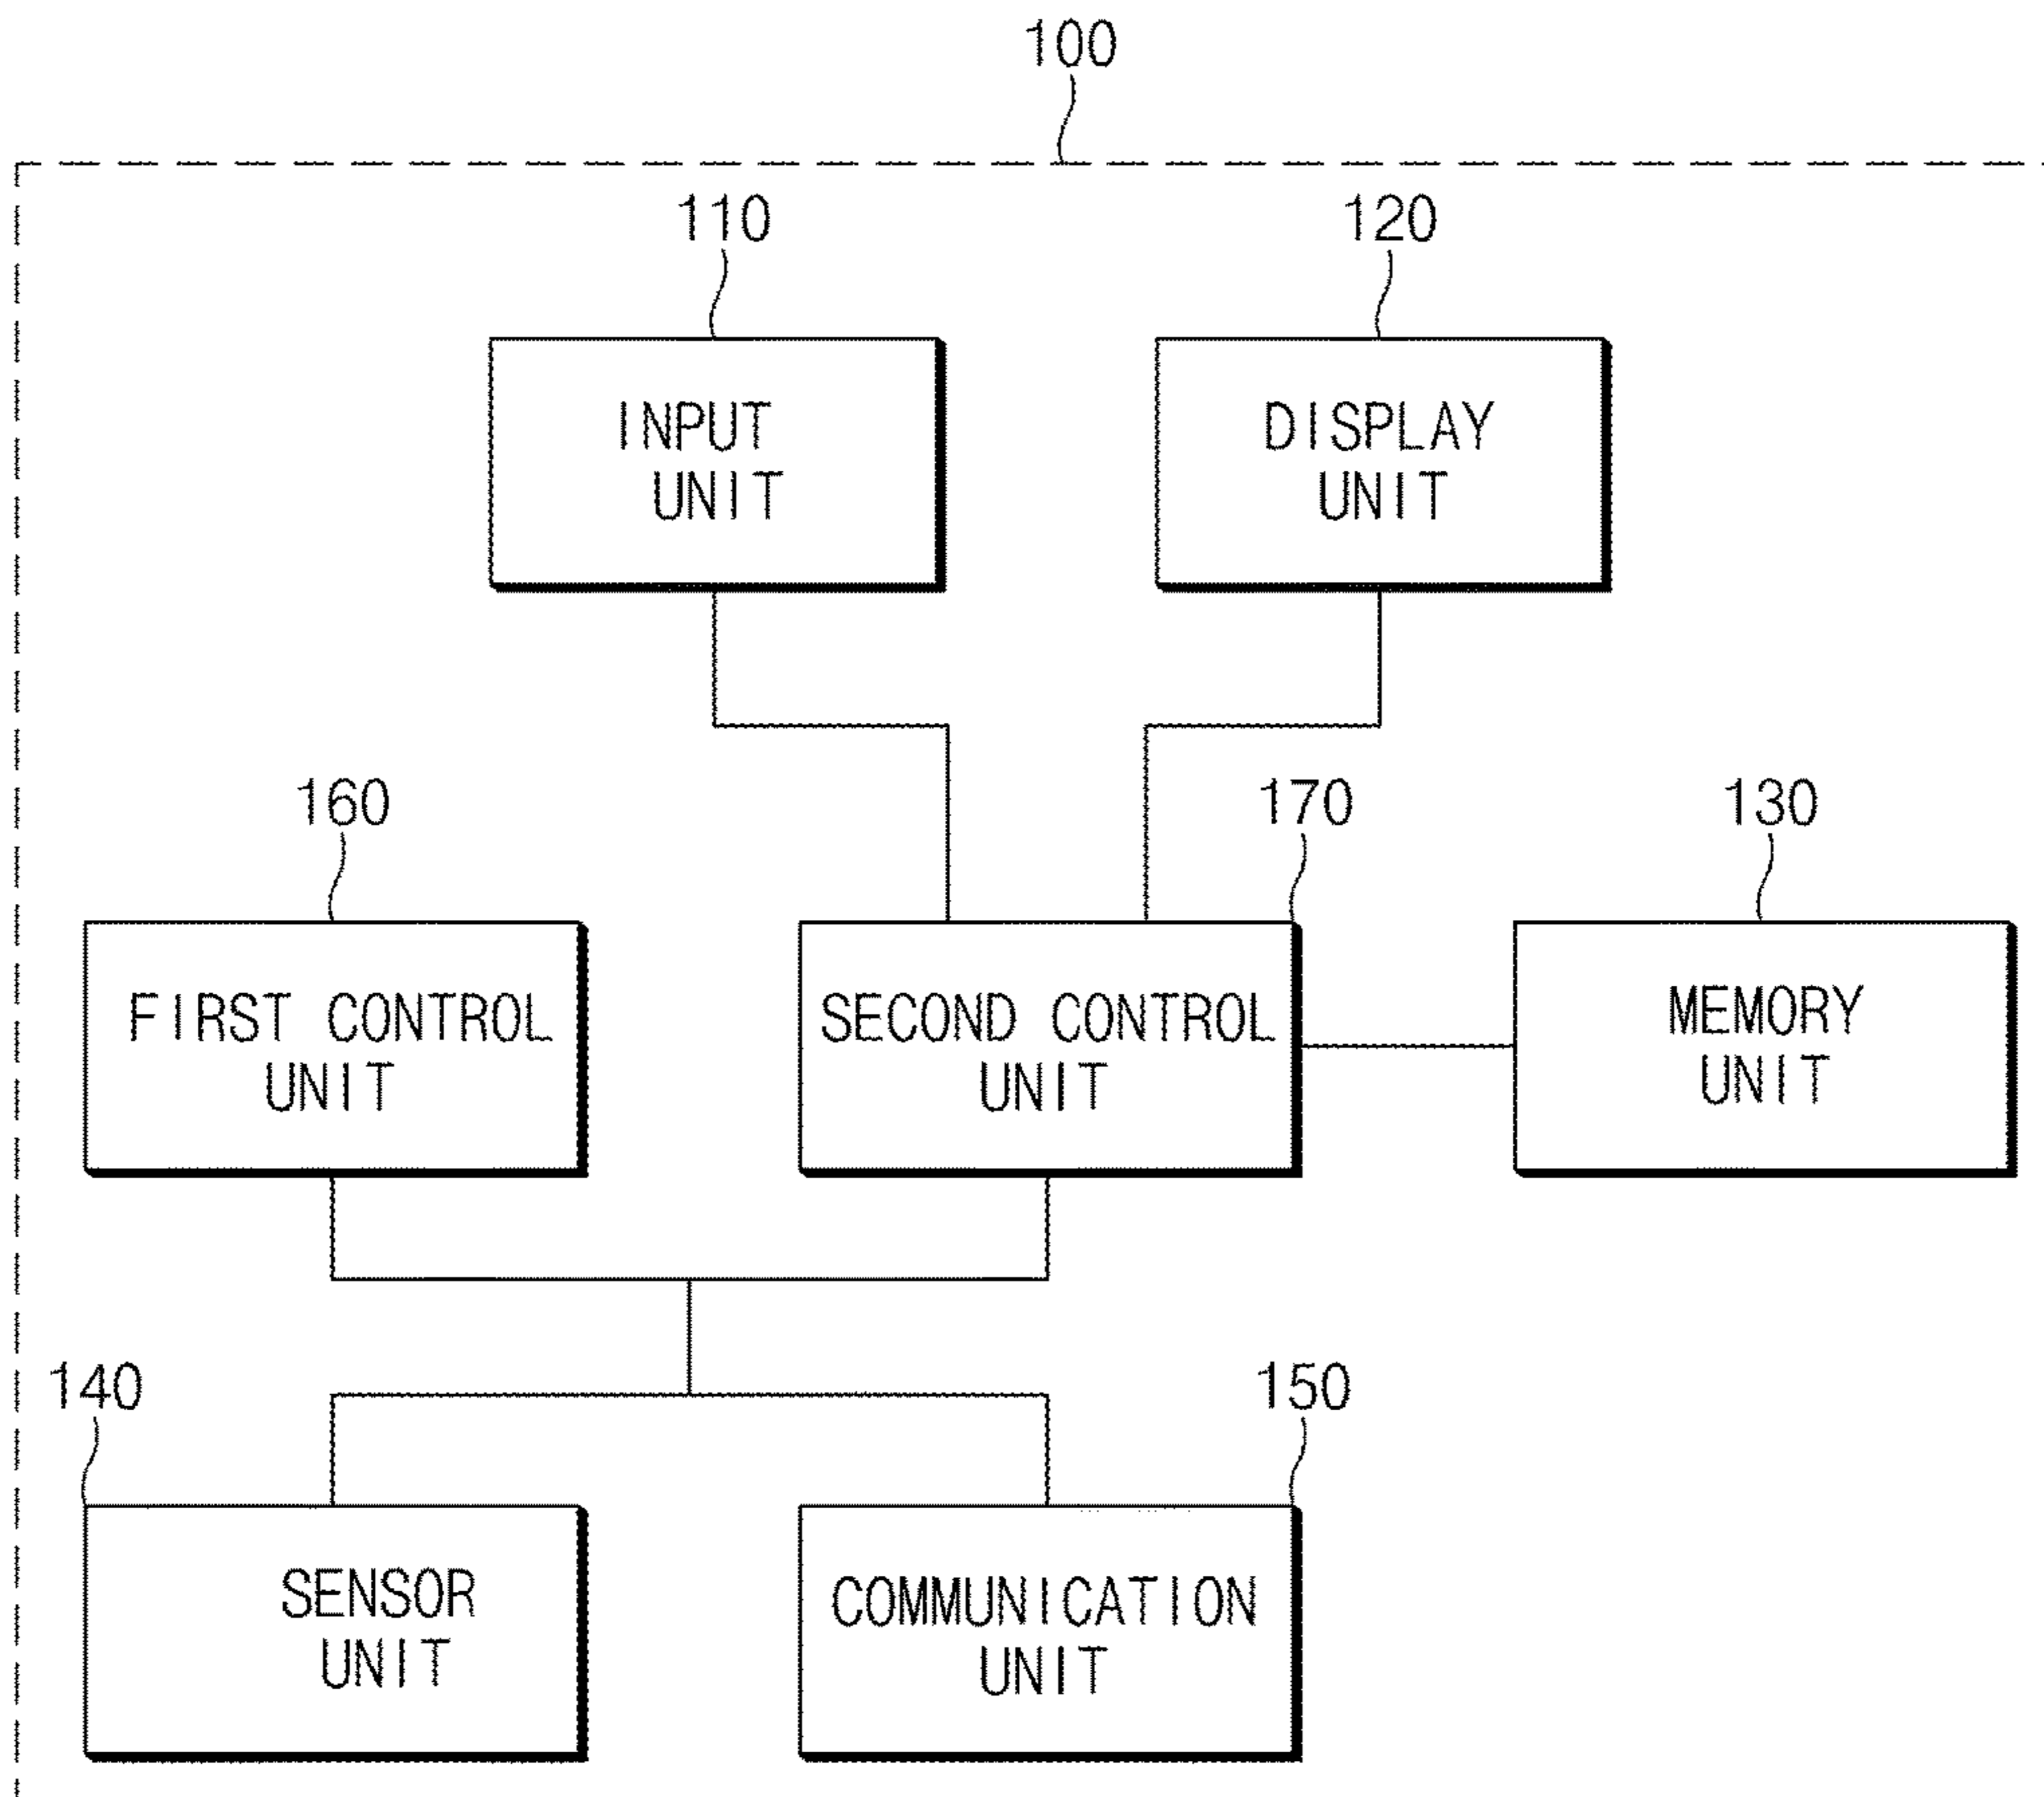 100
110
120
INPUT
UNIT
DISPLAY
UNIT
160
170
130
FIRST CONTROL
UNIT
SECOND CONTROL
UNIT
MEMORY
UNIT
140
150
SENSOR
UNIT
COMMUNICATION
UNIT